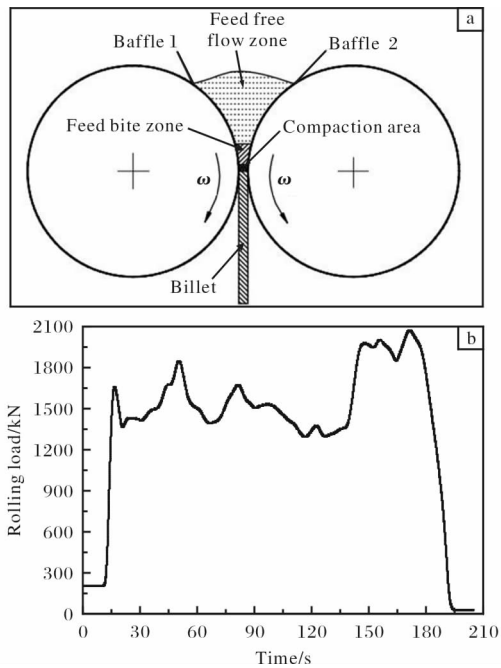 a
Feed free
flow zone
Baffle 1
Baffle 2
Feed bite zone
Compaction area
ω
ω
Billet
b
2100
1800
1500
1200
900
600
300
0
Rolling load/kN
0 30 60 90 120 150 180 210
Time/s